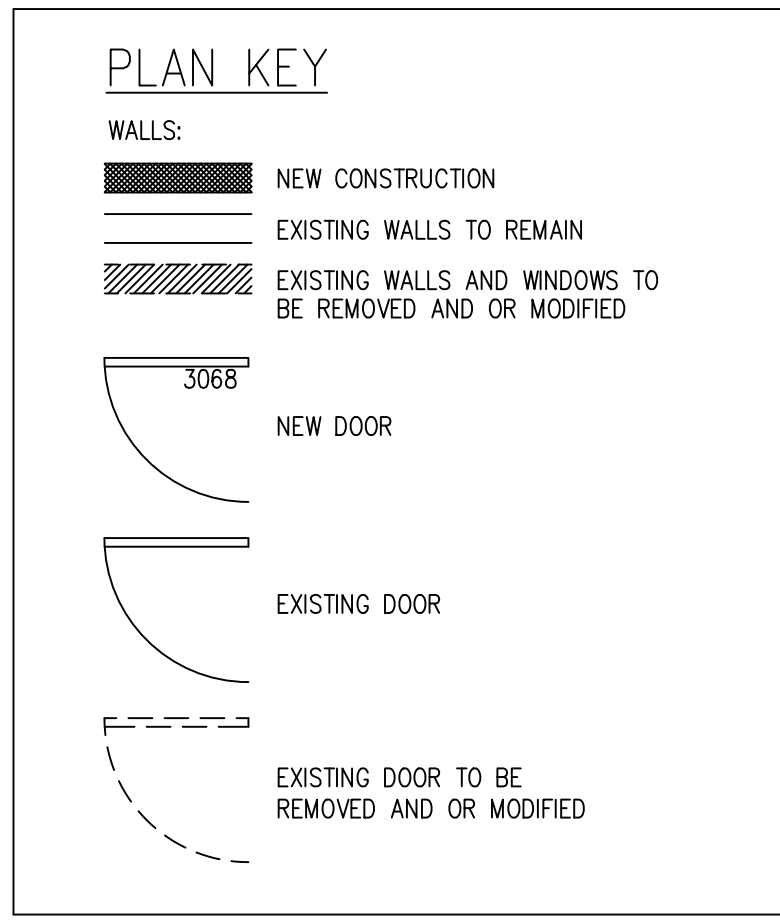 PLAN KEY
WALLS:
NEW CONSTRUCTION
EXISTING WALLS TO REMAIN
EXISTING WALLS AND WINDOWS TO
BE REMOVED AND OR MODIFIED
3068
NEW DOOR
EXISTING DOOR
EXISTING DOOR TO BE
REMOVED AND OR MODIFIED